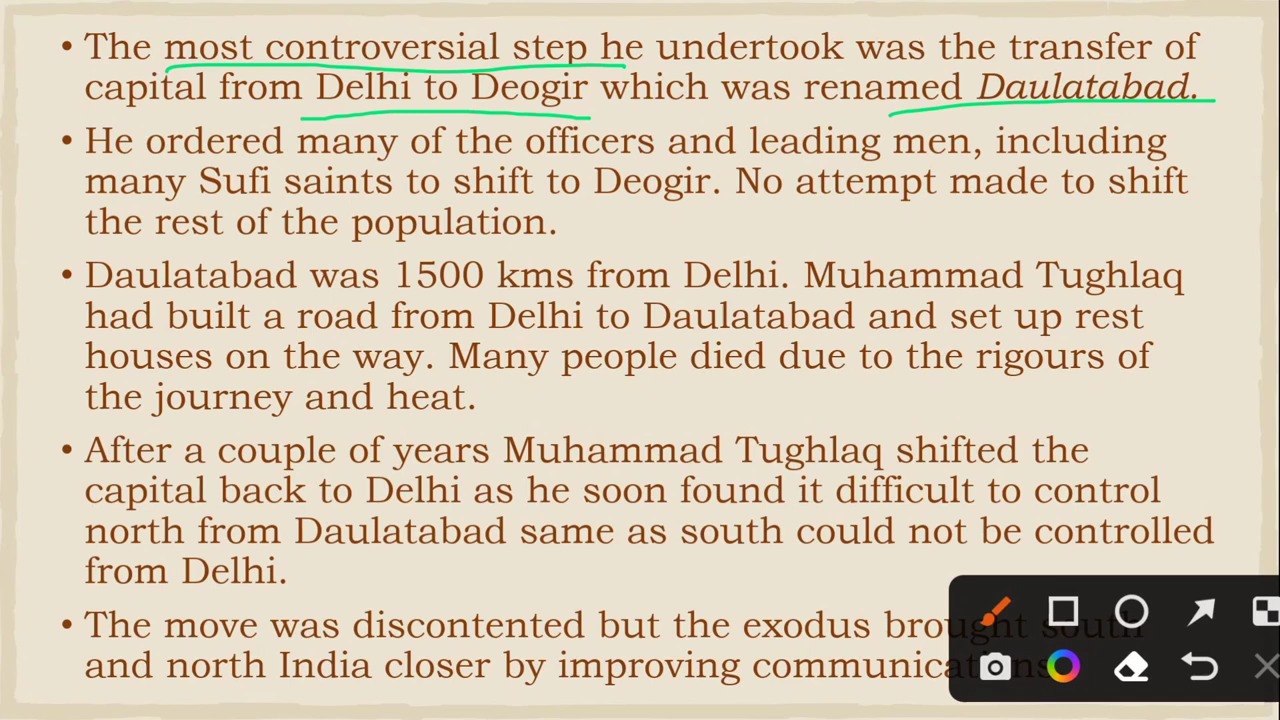 • The most controversial step he undertook was the transfer of
capital from Delhi to Deogir which was renamed Daulatabad.
• He ordered many of the officers and leading men, including
many Sufi saints to shift to Deogir. No attempt made to shift
the rest of the population.
• Daulatabad was 1500 kms from Delhi. Muhammad Tughlaq
had built a road from Delhi to Daulatabad and set up rest
houses on the way. Many people died due to the rigours of
the journey and heat.
• After a couple of years Muhammad Tughlaq shifted the
capital back to Delhi as he soon found it difficult to control
north from Daulatabad same as south could not be controlled
from Delhi.
• The move was discontented but the exodus brought south
and north India closer by improving communications